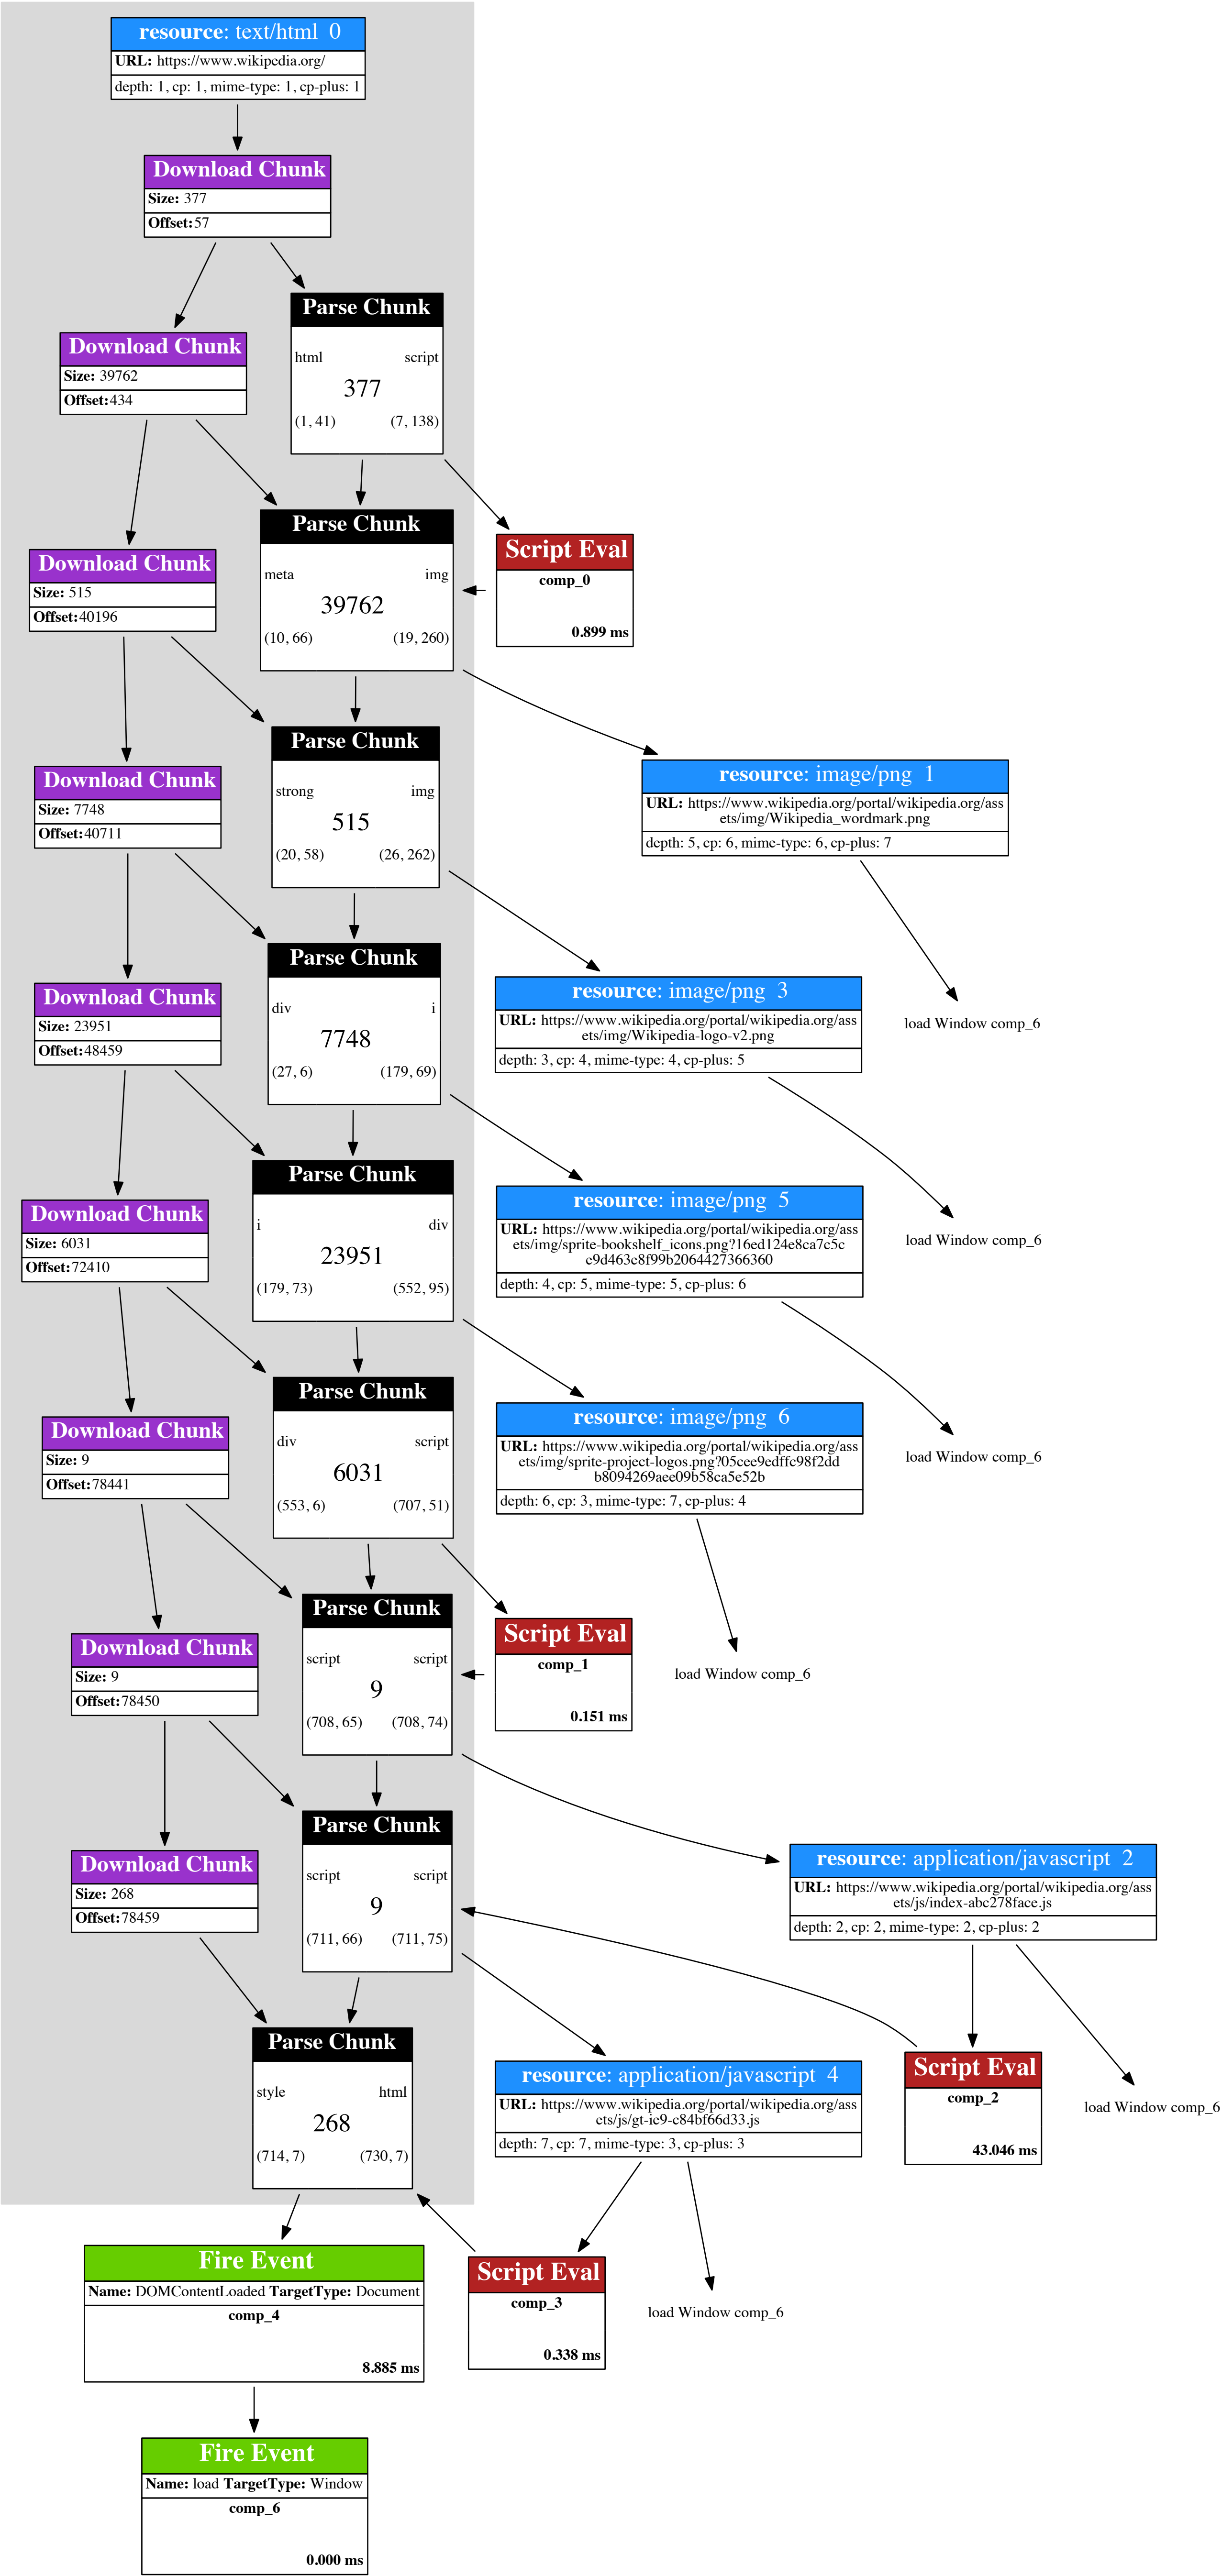 resource: text/html 0
URL: https://www.wikipedia.org/
depth: 1, cp: 1, mime-type: 1, cp-plus: 1
Download Chunk
Size: 377
Offset:57
Parse Chunk
html script
377
(1, 41) (7, 138)
Download Chunk
Size: 39762
Offset:434
Parse Chunk
meta img
39762
(10, 66) (19, 260)
Script Eval
comp_0
0.899 ms
Download Chunk
Size: 515
Offset:40196
Parse Chunk
strong img
515
(20, 58) (26, 262)
resource: image/png 1
URL: https://www.wikipedia.org/portal/wikipedia.org/ass
ets/img/Wikipedia_wordmark.png
depth: 5, cp: 6, mime-type: 6, cp-plus: 7
Download Chunk
Size: 7748
Offset:40711
Parse Chunk
div i
7748
(27, 6) (179, 69)
resource: image/png 3
URL: https://www.wikipedia.org/portal/wikipedia.org/ass
ets/img/Wikipedia-logo-v2.png
depth: 3, cp: 4, mime-type: 4, cp-plus: 5
load Window comp_6
Download Chunk
Size: 23951
Offset:48459
Parse Chunk
i div
23951
(179, 73) (552, 95)
resource: image/png 5
URL: https://www.wikipedia.org/portal/wikipedia.org/ass
ets/img/sprite-bookshelf_icons.png?16ed124e8ca7c5c
e9d463e8f99b2064427366360
depth: 4, cp: 5, mime-type: 5, cp-plus: 6
load Window comp_6
Download Chunk
Size: 6031
Offset:72410
Parse Chunk
div script
6031
(553, 6) (707, 51)
resource: image/png 6
URL: https://www.wikipedia.org/portal/wikipedia.org/ass
ets/img/sprite-project-logos.png?05cee9edffc98f2dd
b8094269aee09b58ca5e52b
depth: 6, cp: 3, mime-type: 7, cp-plus: 4
load Window comp_6
Download Chunk
Size: 9
Offset:78441
Parse Chunk
script script
9
(708, 65) (708, 74)
Script Eval
comp_1
0.151 ms
load Window comp_6
Download Chunk
Size: 9
Offset:78450
Parse Chunk
script script
9
(711, 66) (711, 75)
resource: application/javascript 2
URL: https://www.wikipedia.org/portal/wikipedia.org/ass
ets/js/index-abc278face.js
depth: 2, cp: 2, mime-type: 2, cp-plus: 2
Download Chunk
Size: 268
Offset:78459
Parse Chunk
style html
268
(714, 7) (730, 7)
resource: application/javascript 4
URL: https://www.wikipedia.org/portal/wikipedia.org/ass
ets/js/gt-ie9-c84bf66d33.js
depth: 7, cp: 7, mime-type: 3, cp-plus: 3
Script Eval
comp_2
43.046 ms
load Window comp_6
Fire Event
Name: DOMContentLoaded TargetType: Document
comp_4
8.885 ms
Script Eval
comp_3
0.338 ms
load Window comp_6
Fire Event
Name: load TargetType: Window
comp_6
0.000 ms